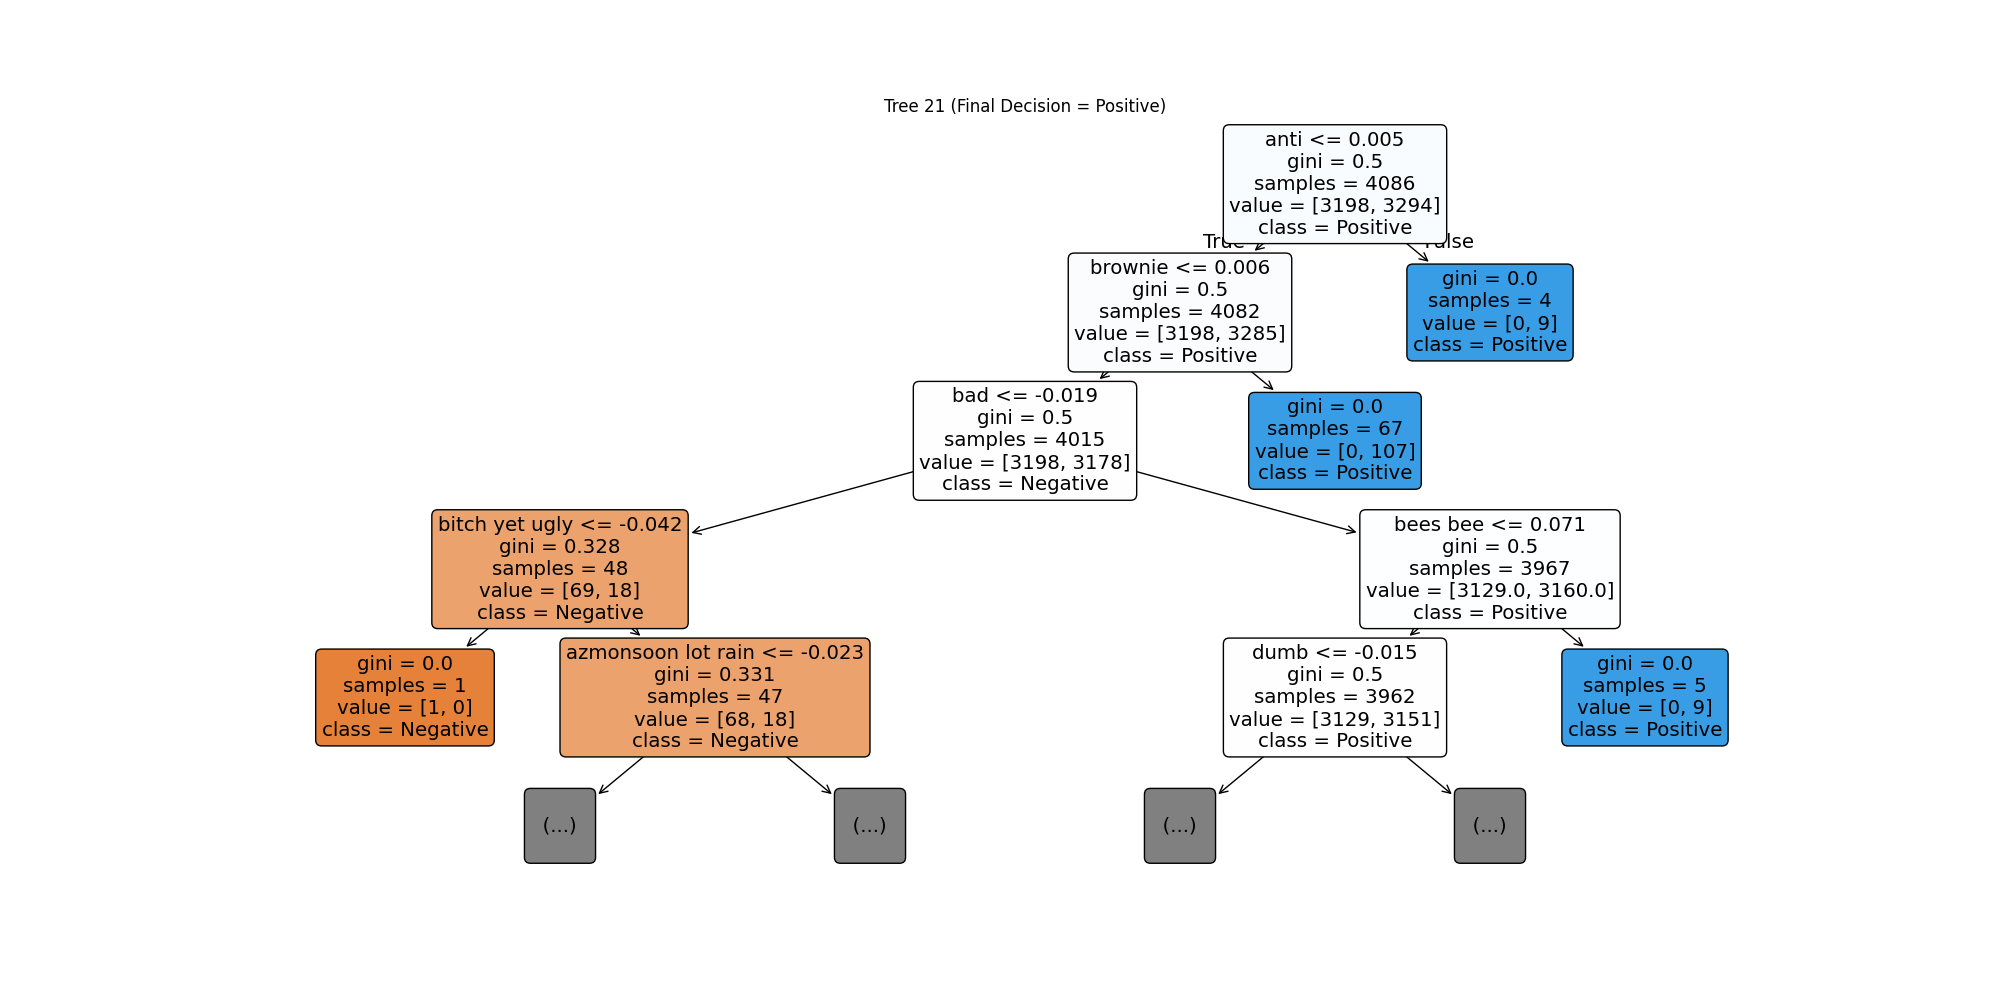 Tree 21 (Final Decision = Positive)
anti <= 0.005
gini = 0.5
samples = 4086
value = [3198, 3294]
class = Positive
True
False
brownie <= 0.006
gini = 0.5
samples = 4082
value = [3198, 3285]
class = Positive
gini = 0.0
samples = 4
value = [0, 9]
class = Positive
bad <= -0.019
gini = 0.5
samples = 4015
value = [3198, 3178]
class = Negative
gini = 0.0
samples = 67
value = [0, 107]
class = Positive
bitch yet ugly <= -0.042
gini = 0.328
samples = 48
value = [69, 18]
class = Negative
bees bee <= 0.071
gini = 0.5
samples = 3967
value = [3129.0, 3160.0]
class = Positive
gini = 0.0
samples = 1
value = [1, 0]
class = Negative
azmonsoon lot rain <= -0.023
gini = 0.331
samples = 47
value = [68, 18]
class = Negative
dumb <= -0.015
gini = 0.5
samples = 3962
value = [3129, 3151]
class = Positive
gini = 0.0
samples = 5
value = [0, 9]
class = Positive
(...)
(...)
(...)
(...)